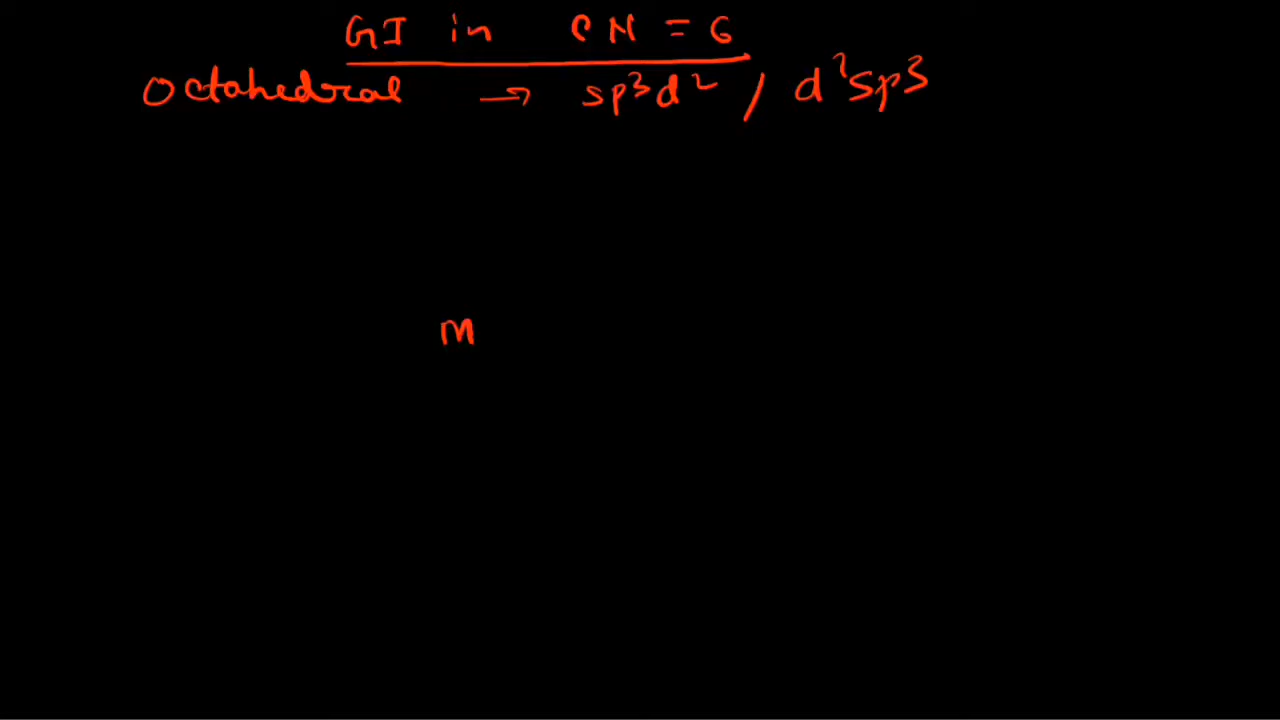 GI in CN = 6
Octahedral → sp³d² / d²sp³
M